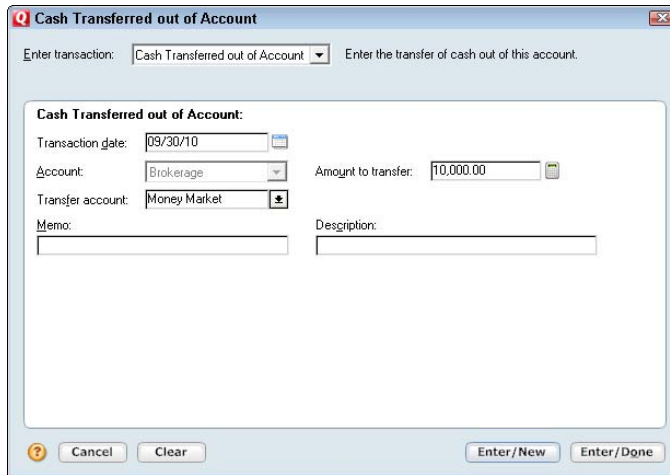 Cash Transferred out of Account
Enter transaction: Cash Transferred out of Account Enter the transfer of cash out of this account.
Cash Transferred out of Account:
Transaction date: 09/30/10
Account: Brokerage Amount to transfer: 10,000.00
Transfer account: Money Market
Memo: Description:
? Cancel Clear Enter/New Enter/Done